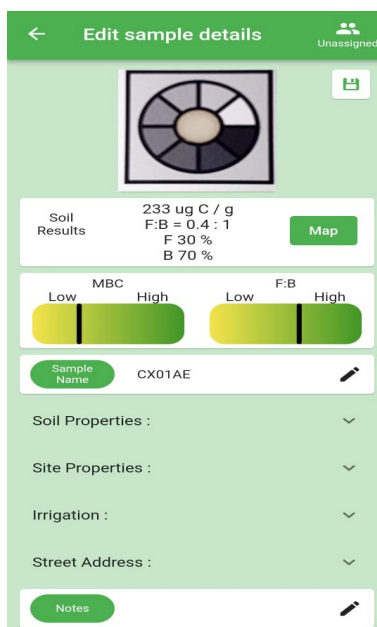 Edit sample details
Unassigned
Soil
Results
233 ug C / g
F:B = 0.4 : 1
F 30 %
B 70 %
Map
MBC
Low High
F:B
Low High
Sample
Name
CX01AE
Soil Properties :
Site Properties :
Irrigation :
Street Address :
Notes